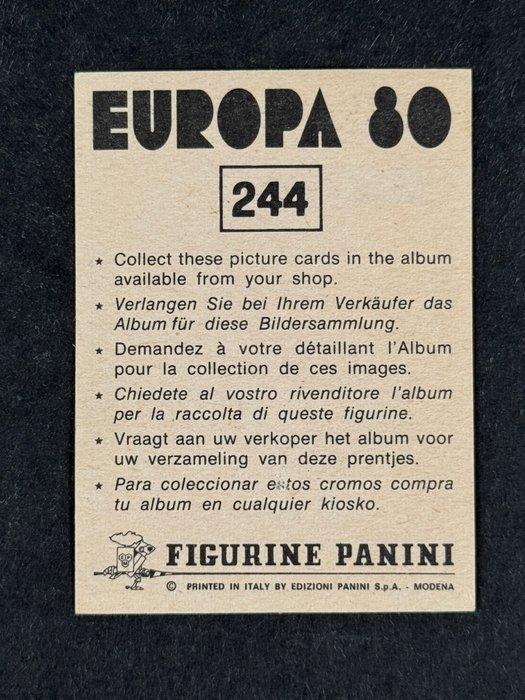 EUROPA 80
244
★ Collect these picture cards in the album
available from your shop.
★ Verlangen Sie bei Ihrem Verkäufer das
Album für diese Bildersammlung.
★ Demandez à votre détaillant l'Album
pour la collection de ces images.
★ Chiedete al vostro rivenditore l'album
per la raccolta di queste figurine.
★ Vraagt aan uw verkoper het album voor
uw verzameling van deze prentjes.
★ Para coleccionar estos cromos compra
tu album en cualquier kiosko.
FIGURINE PANINI
© PRINTED IN ITALY BY EDIZIONI PANINI S.p.A. - MODENA